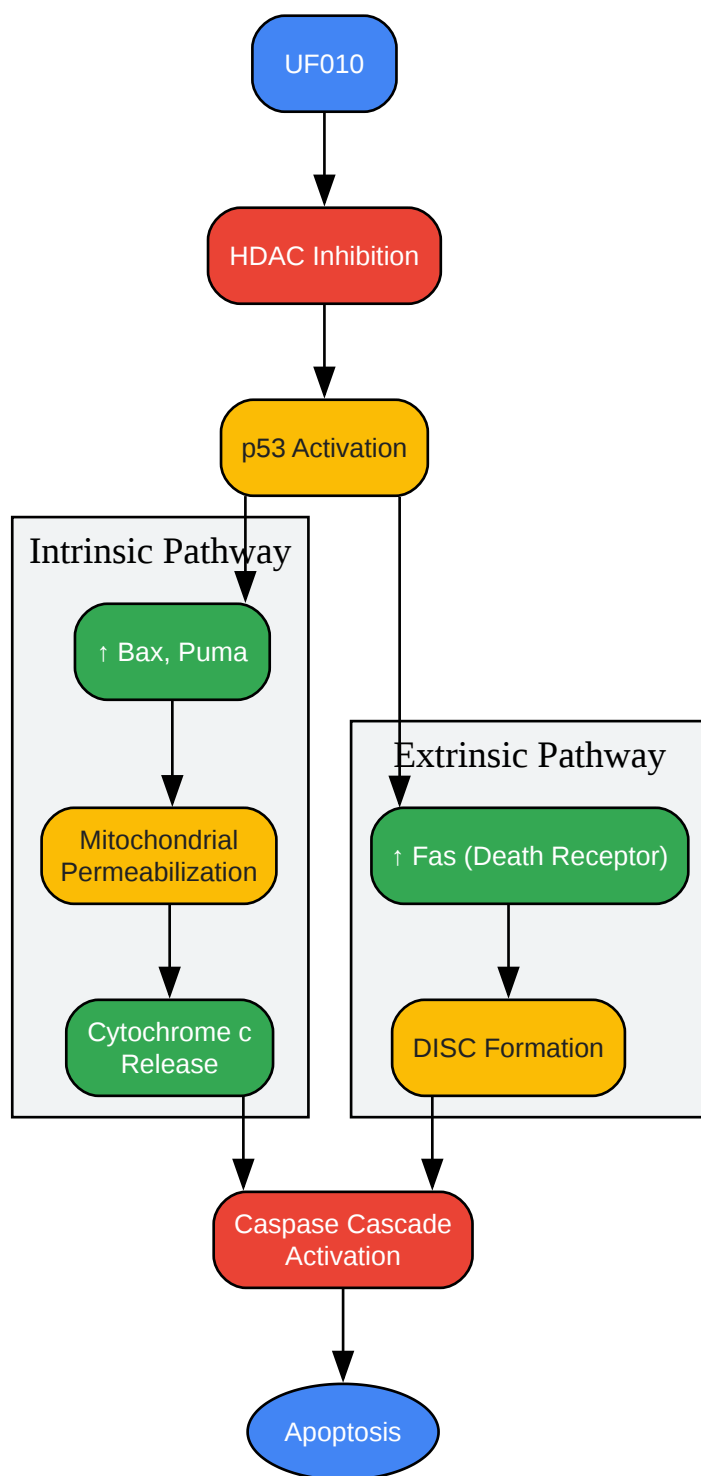 UF010
HDAC Inhibition
p53 Activation
Intrinsic Pathway
↑ Bax, Puma
Mitochondrial
Permeabilization
Cytochrome c
Release
Extrinsic Pathway
↑ Fas (Death Receptor)
DISC Formation
Caspase Cascade
Activation
Apoptosis